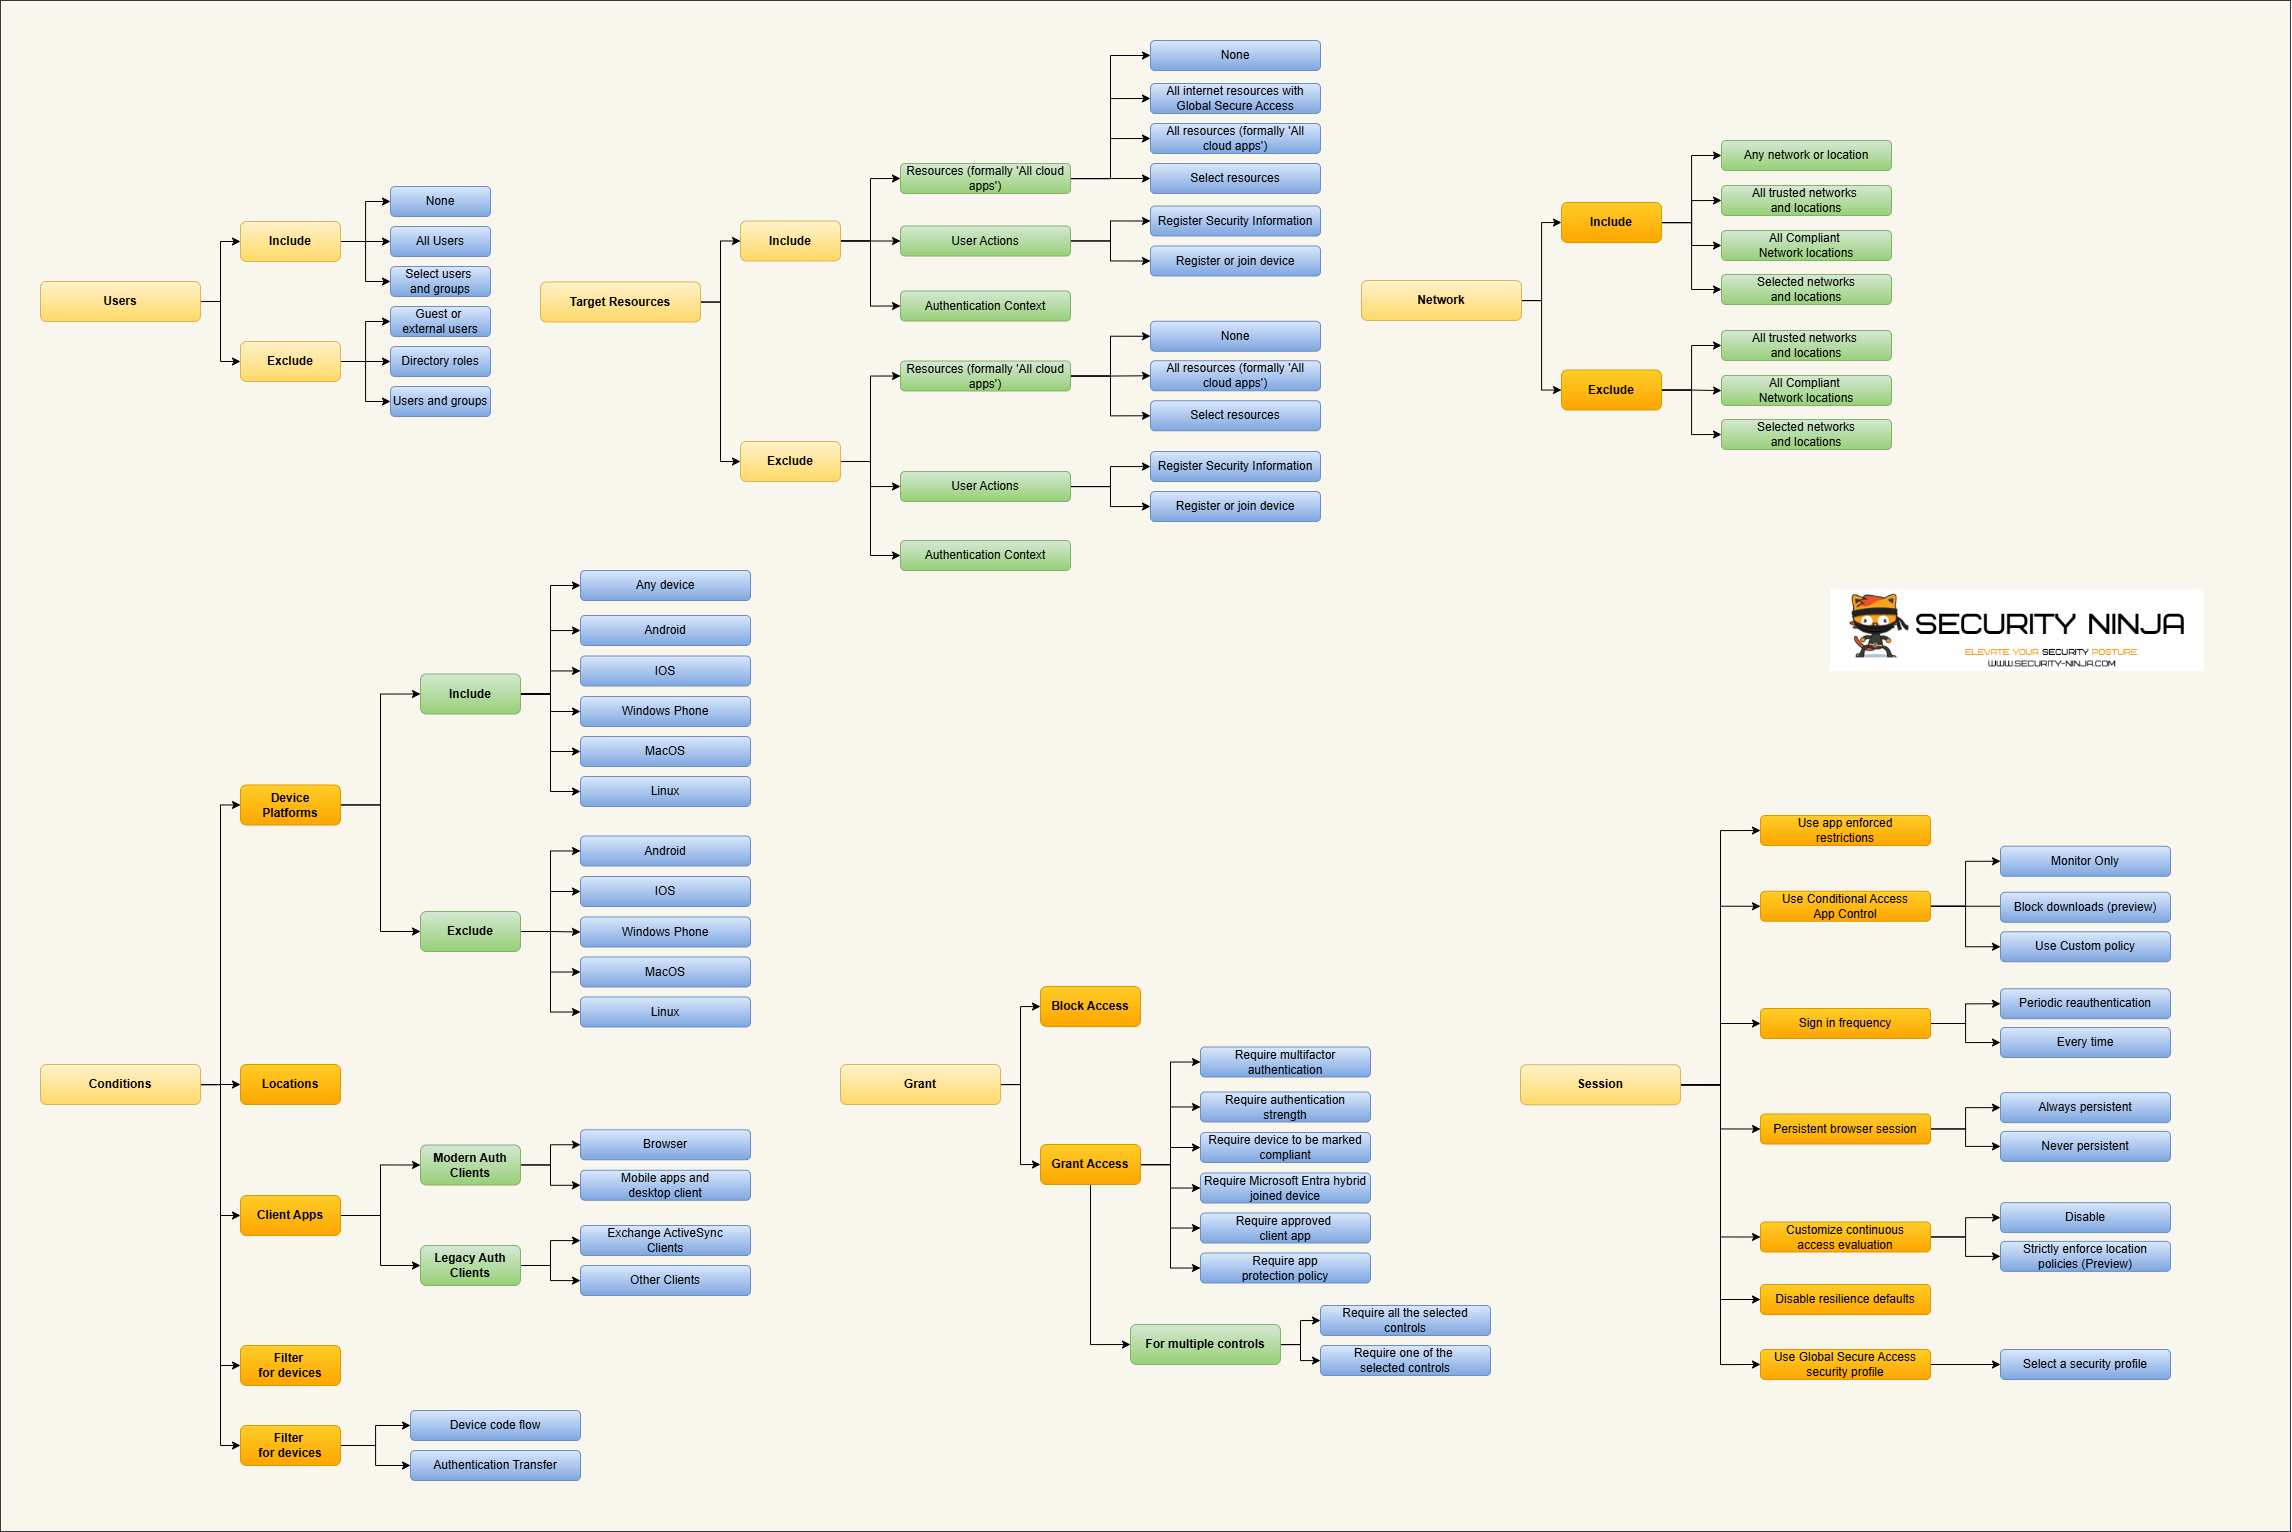 Users
Include
None
All Users
Select users
and groups
Exclude
Guest or
external users
Directory roles
Users and groups
Target Resources
Include
Resources (formally 'All cloud
apps')
None
All internet resources with
Global Secure Access
All resources (formally 'All
cloud apps')
Select resources
User Actions
Register Security Information
Register or join device
Authentication Context
Exclude
Resources (formally 'All cloud
apps')
None
All resources (formally 'All
cloud apps')
Select resources
User Actions
Register Security Information
Register or join device
Authentication Context
Network
Include
Any network or location
All trusted networks
and locations
All Compliant
Network locations
Selected networks
and locations
Exclude
All trusted networks
and locations
All Compliant
Network locations
Selected networks
and locations
SECURITY NINJA
ELEVATE YOUR SECURITY POSTURE
WWW.SECURITY-NINJA.COM
Conditions
Device
Platforms
Include
Any device
Android
IOS
Windows Phone
MacOS
Linux
Exclude
Android
IOS
Windows Phone
MacOS
Linux
Locations
Client Apps
Modern Auth
Clients
Browser
Mobile apps and
desktop client
Legacy Auth
Clients
Exchange ActiveSync
Clients
Other Clients
Filter
for devices
Filter
for devices
Device code flow
Authentication Transfer
Grant
Block Access
Grant Access
Require multifactor
authentication
Require authentication
strength
Require device to be marked
compliant
Require Microsoft Entra hybrid
joined device
Require approved
client app
Require app
protection policy
For multiple controls
Require all the selected
controls
Require one of the
selected controls
Session
Use app enforced
restrictions
Use Conditional Access
App Control
Monitor Only
Block downloads (preview)
Use Custom policy
Sign in frequency
Periodic reauthentication
Every time
Persistent browser session
Always persistent
Never persistent
Customize continuous
access evaluation
Disable
Strictly enforce location
policies (Preview)
Disable resilience defaults
Use Global Secure Access
security profile
Select a security profile